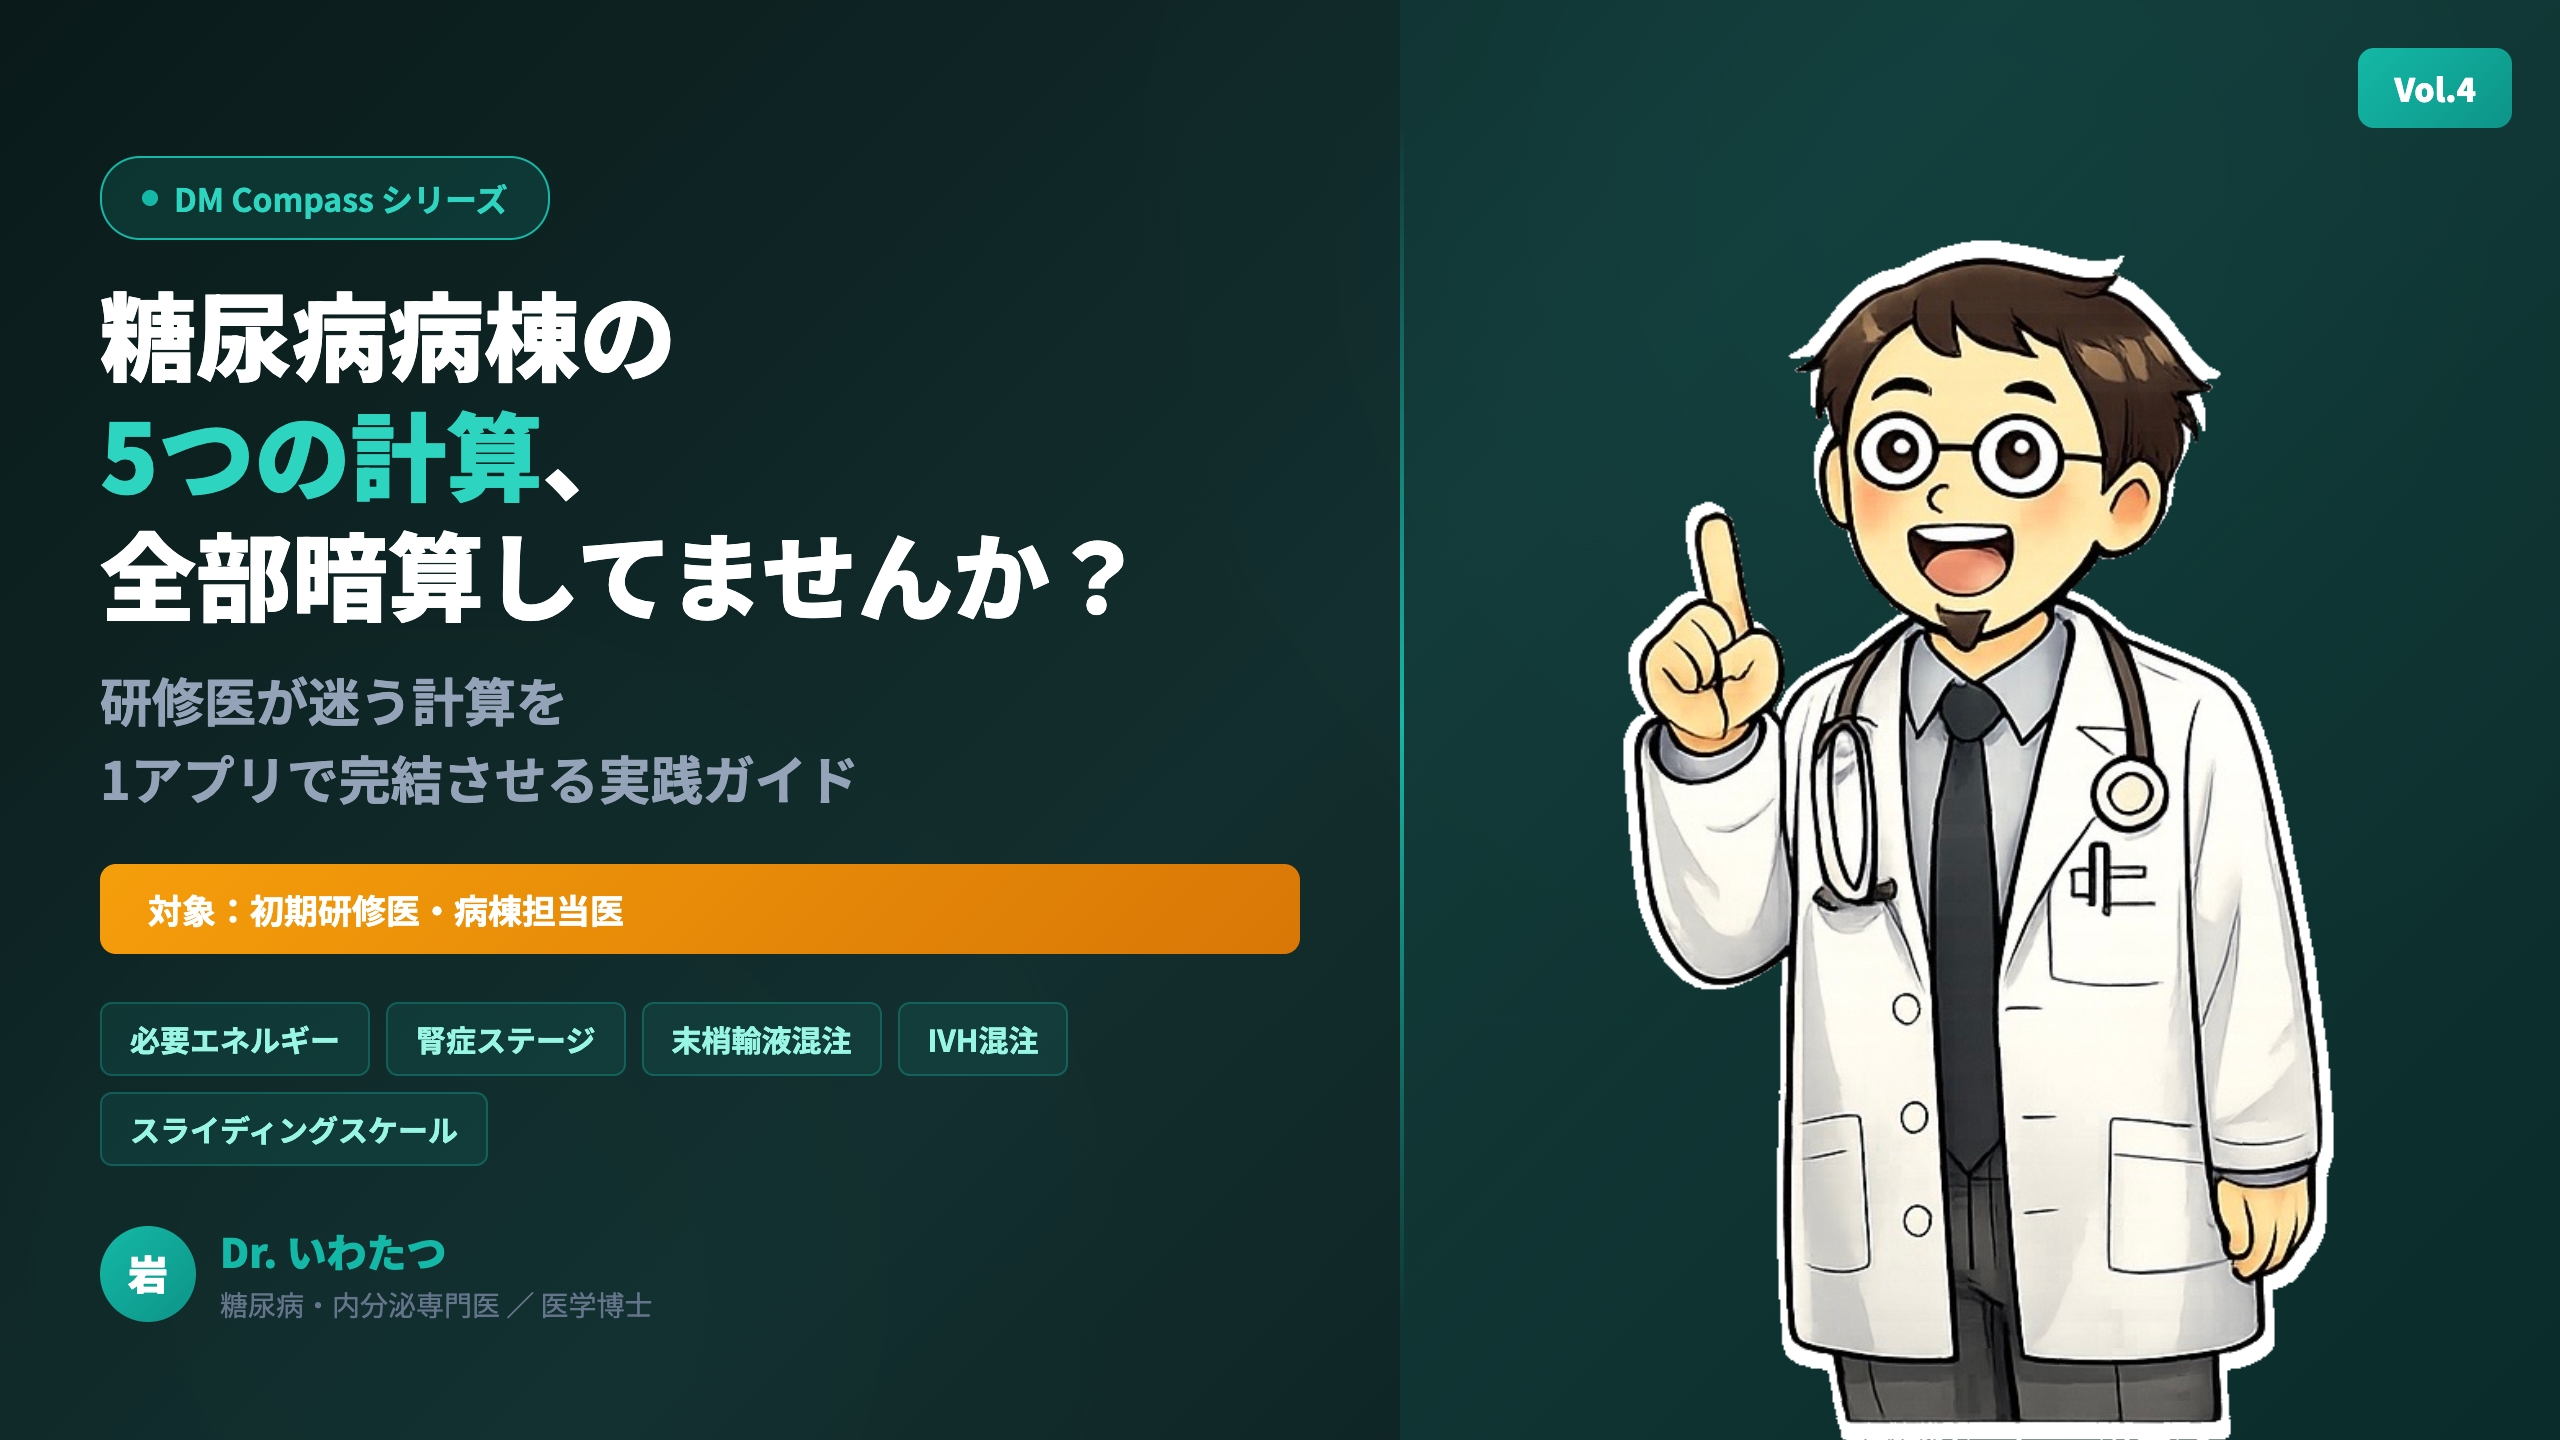 Vol.4
DM Compass シリーズ
糖尿病病棟の
5つの計算、
全部暗算してませんか？
研修医が迷う計算を
1アプリで完結させる実践ガイド
対象：初期研修医・病棟担当医
必要エネルギー 腎症ステージ 末梢輸液混注 IVH混注
スライディングスケール
岩
Dr. いわたつ
糖尿病・内分泌専門医 ／ 医学博士